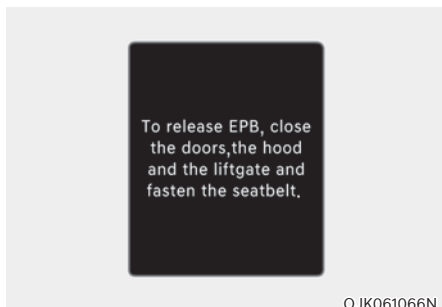 To release EPB, close
the doors,the hood
and the liftgate and
fasten the seatbelt.
OJK061066N